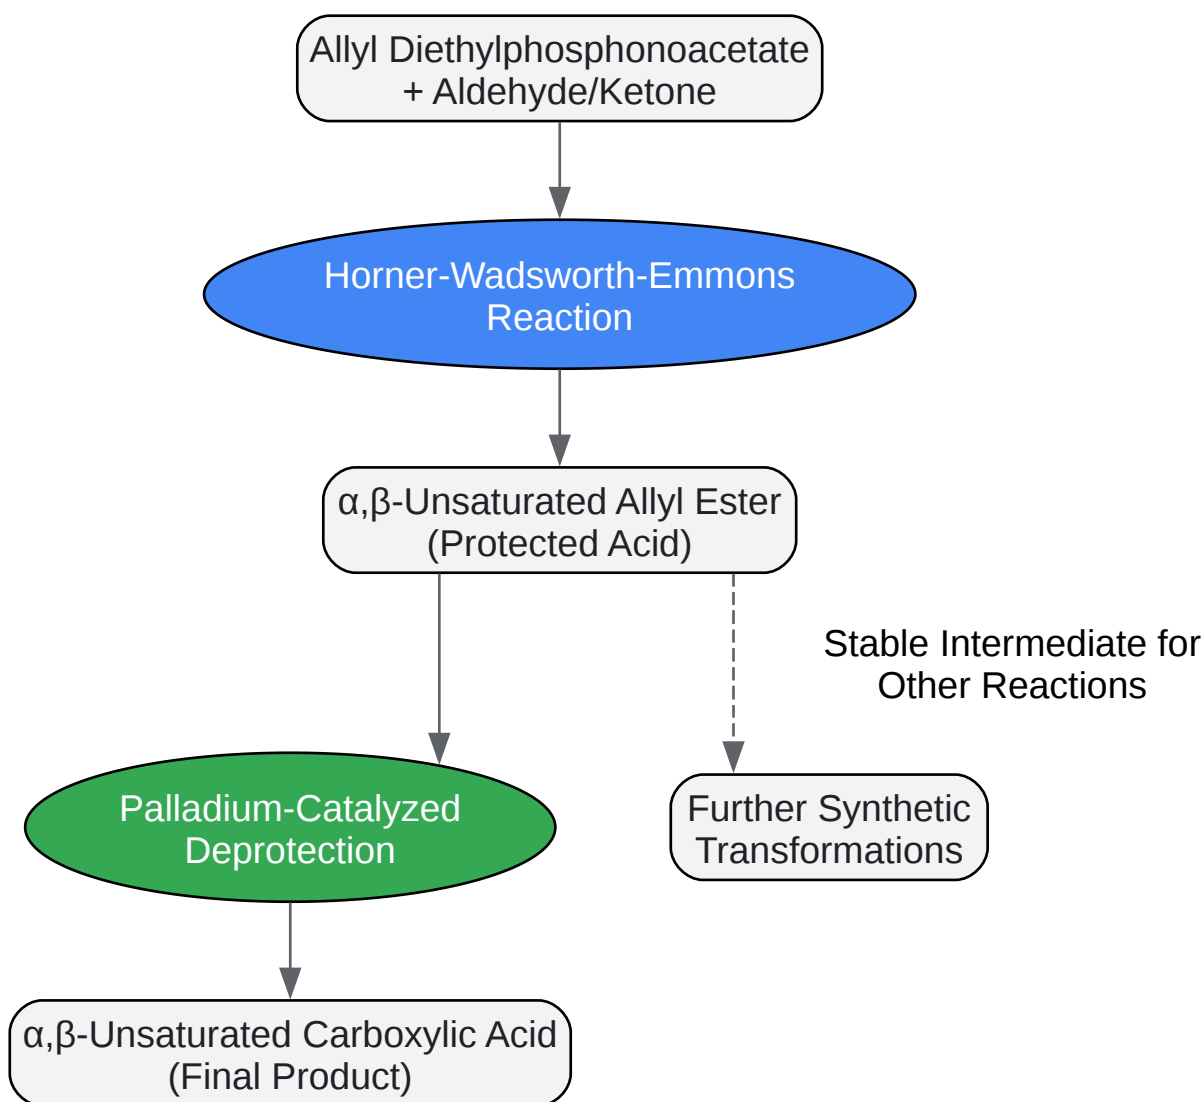 Allyl Diethylphosphonoacetate
+ Aldehyde/Ketone
Horner-Wadsworth-Emmons
Reaction
α,β-Unsaturated Allyl Ester
(Protected Acid)
Stable Intermediate for
Other Reactions
Palladium-Catalyzed
Deprotection
Further Synthetic
Transformations
α,β-Unsaturated Carboxylic Acid
(Final Product)